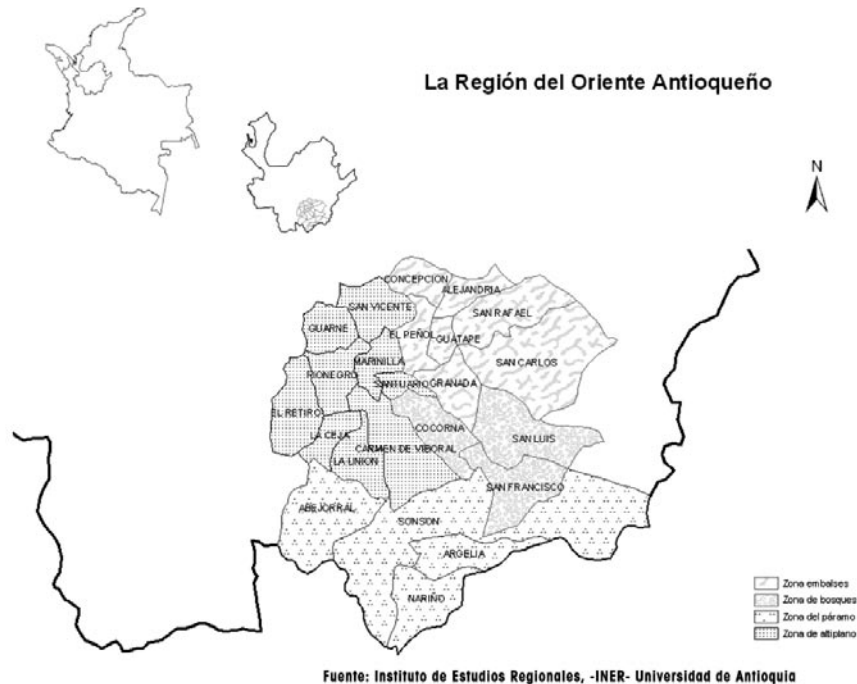 La Región del Oriente Antioqueño
N
CONCEPCION
ALEJANDRIA
SAN VICENTE
SAN RAFAEL
GUARNE
EL PEÑOL
GUATAPE
MARINILLA
SAN CARLOS
RIONEGRO
SANTUARIO
GRANADA
EL RETIRO
COCORNA
LA CEJA
SAN LUIS
CARMEN DE VIBORAL
LA UNION
SAN FRANCISCO
ABEJORRAL
SONSON
ARGELIA
NARIÑO
Zona embalses
Zona de bosques
Zona del páramo
Zona de altiplano
Fuente: Instituto de Estudios Regionales, -INER- Universidad de Antioquia